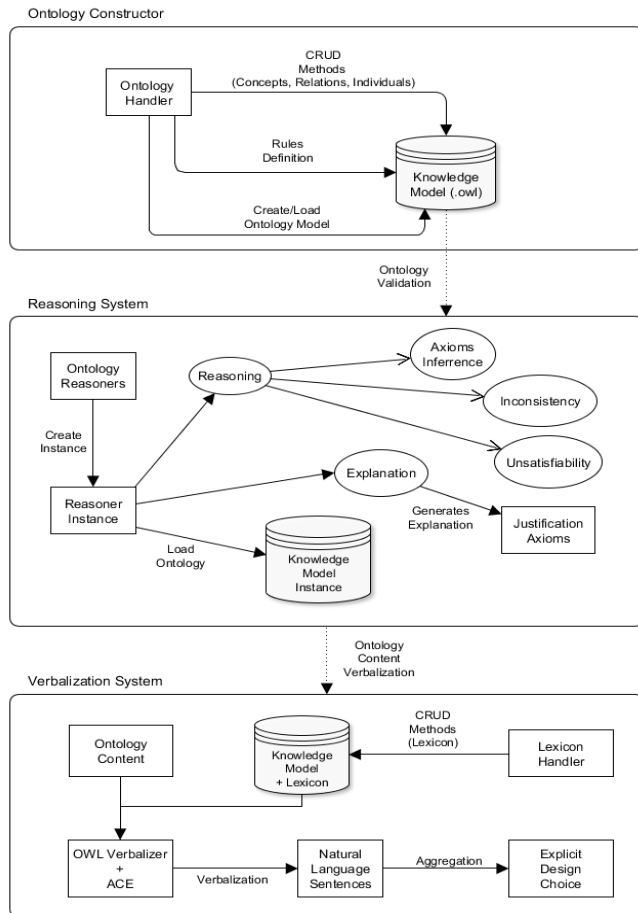 Ontology Constructor
CRUD
Methods
(Concepts, Relations, Individuals)
Ontology
Handler
Rules
Definition
Knowledge
Model (.owl)
Create/Load
Ontology Model
Ontology
Validation
Reasoning System
Ontology
Reasoners
Reasoning
Axioms
Inferrence
Inconsistency
Create
Instance
Unsatisfiability
Explanation
Reasoner
Instance
Generates
Explanation
Justification
Axioms
Load
Ontology
Knowledge
Model
Instance
Ontology
Content
Verbalization
Verbalization System
Ontology
Content
Knowledge
Model
+ Lexicon
CRUD
Methods
(Lexicon)
Lexicon
Handler
OWL Verbalizer
+
ACE
Verbalization
Natural
Language
Sentences
Aggregation
Explicit
Design
Choice